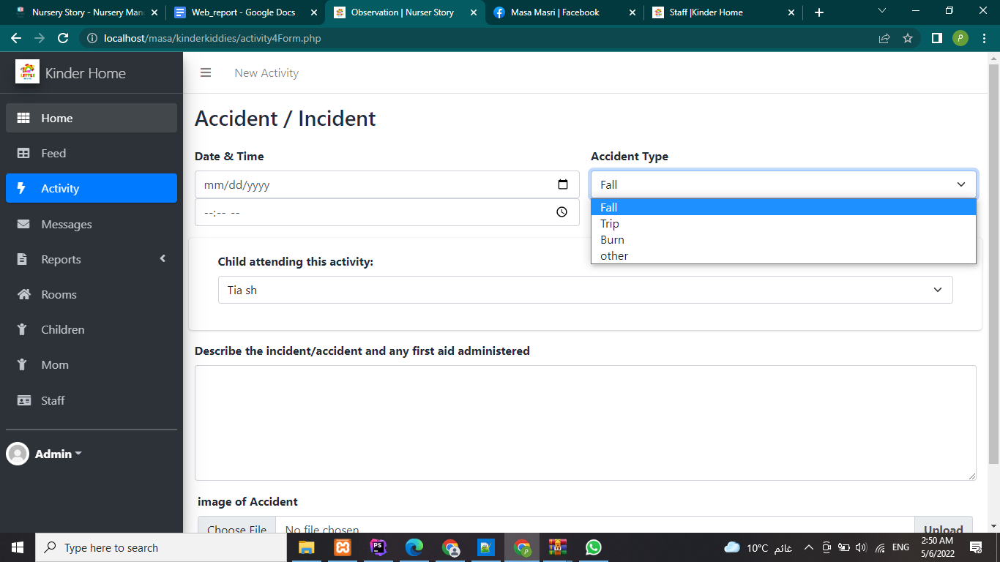 Nursery Story - Nursery Man
Web_report - Google Docs
Observation | Nurser Story
Masa Masri | Facebook
Staff |Kinder Home
localhost/masa/kinderkiddies/activity4Form.php
P
Kinder Home
New Activity
Home
Feed
Activity
Messages
Reports
Rooms
Children
Mom
Staff
Admin
Accident / Incident
Date & Time
mm/dd/yyyy
--:-- --
Accident Type
Fall
Fall
Trip
Burn
other
Child attending this activity:
Tia sh
Describe the incident/accident and any first aid administered
image of Accident
Choose File No file chosen Upload
Type here to search
10°C غائم
ENG
2:50 AM
5/6/2022